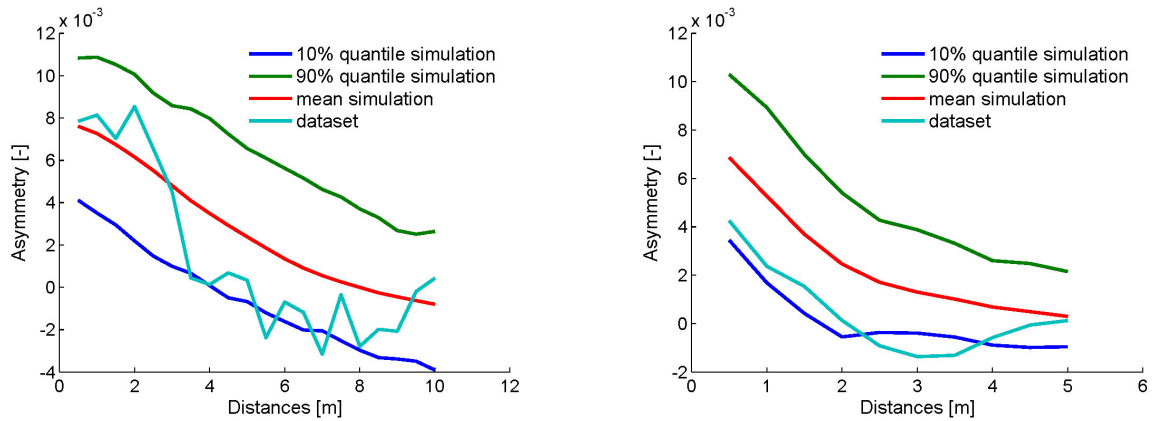 x 10⁻³
12
10
8
6
4
2
0
-2
-4
0 2 4 6 8 10 12
Distances [m]
Asymmetry [-]
10% quantile simulation
90% quantile simulation
mean simulation
dataset
x 10⁻³
12
10
8
6
4
2
0
-2
0 1 2 3 4 5 6
Distances [m]
Asymmetry [-]
10% quantile simulation
90% quantile simulation
mean simulation
dataset